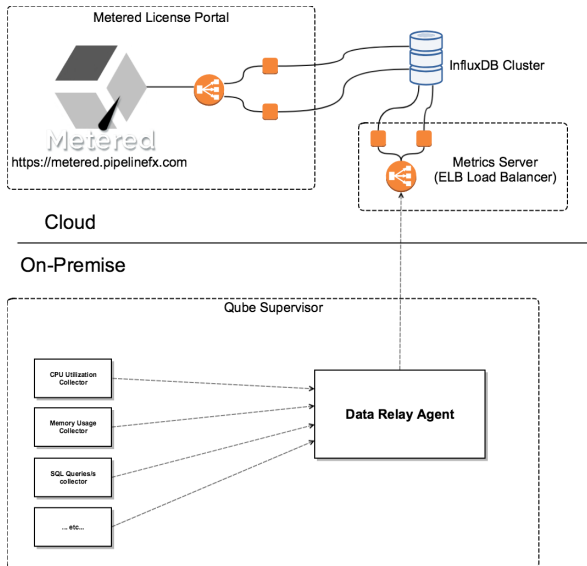 Metered License Portal
Metered
https://metered.pipelinefx.com
InfluxDB Cluster
Metrics Server
(ELB Load Balancer)
Cloud
On-Premise
Qube Supervisor
CPU Utilization
Collector
Memory Usage
Collector
SQL Queries/s
collector
... etc...
Data Relay Agent